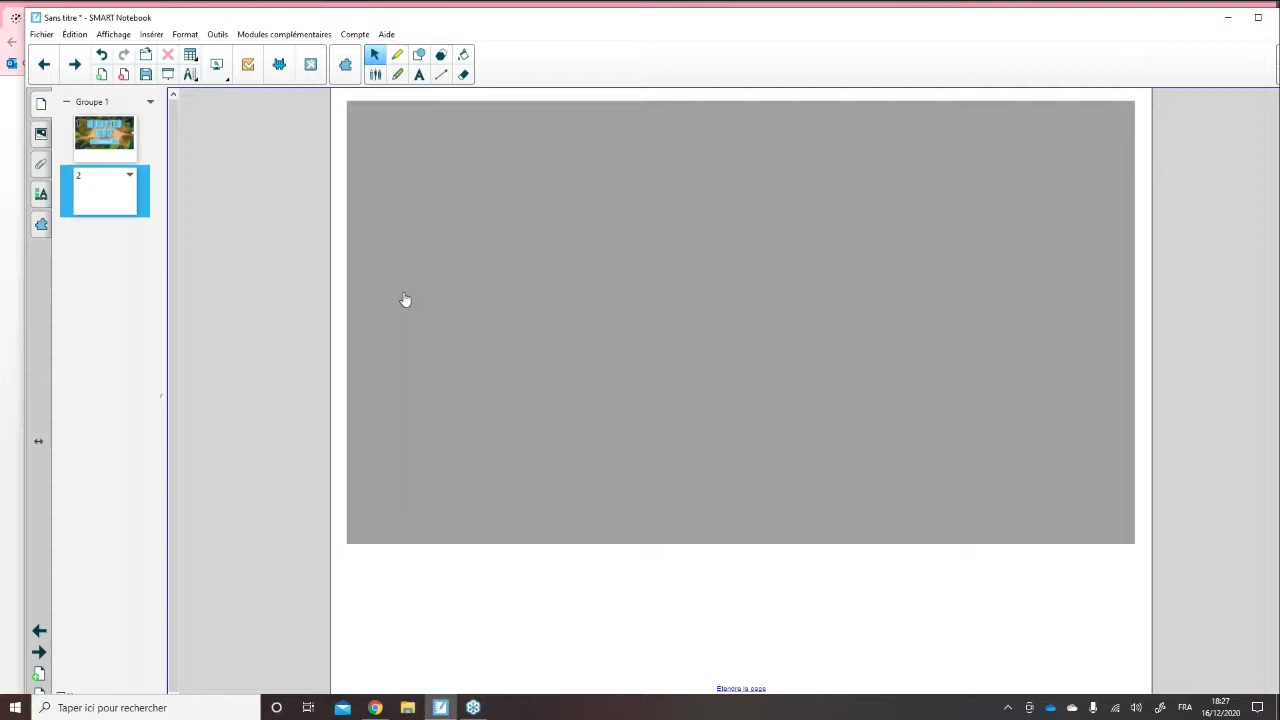 Sans titre * - SMART Notebook
Fichier Édition Affichage Insérer Format Outils Modules complémentaires Compte Aide
Groupe 1
2
Étendre la page
Taper ici pour rechercher
FRA
18:27
16/12/2020